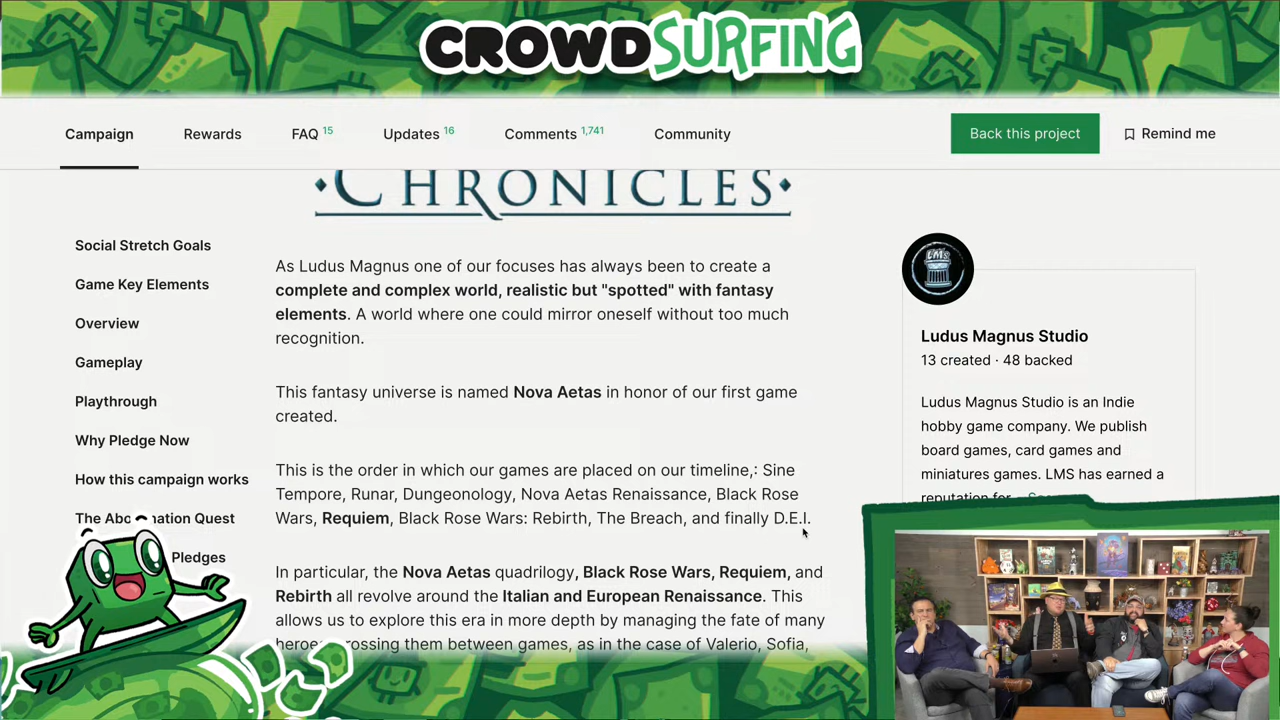 CROWDSURFING
Campaign
Rewards
FAQ 15
Updates 16
Comments 1,741
Community
Back this project
Remind me
CHRONICLES
Social Stretch Goals
Game Key Elements
Overview
Gameplay
Playthrough
Why Pledge Now
How this campaign works
Quest
Pledges
As Ludus Magnus one of our focuses has always been to create a
complete and complex world, realistic but "spotted" with fantasy
elements. A world where one could mirror oneself without too much
recognition.
This fantasy universe is named Nova Aetas in honor of our first game
created.
This is the order in which our games are placed on our timeline,: Sine
Tempore, Runar, Dungeonology, Nova Aetas Renaissance, Black Rose
Wars, Requiem, Black Rose Wars: Rebirth, The Breach, and finally D.E.I.
In particular, the Nova Aetas quadrilogy, Black Rose Wars, Requiem, and
Rebirth all revolve around the Italian and European Renaissance. This
allows us to explore this era in more depth by managing the fate of many
crossing them between games, as in the case of Valerio, Sofia,
LMS
Ludus Magnus Studio
13 created · 48 backed
Ludus Magnus Studio is an Indie
hobby game company. We publish
board games, card games and
miniatures games. LMS has earned a
reputation for